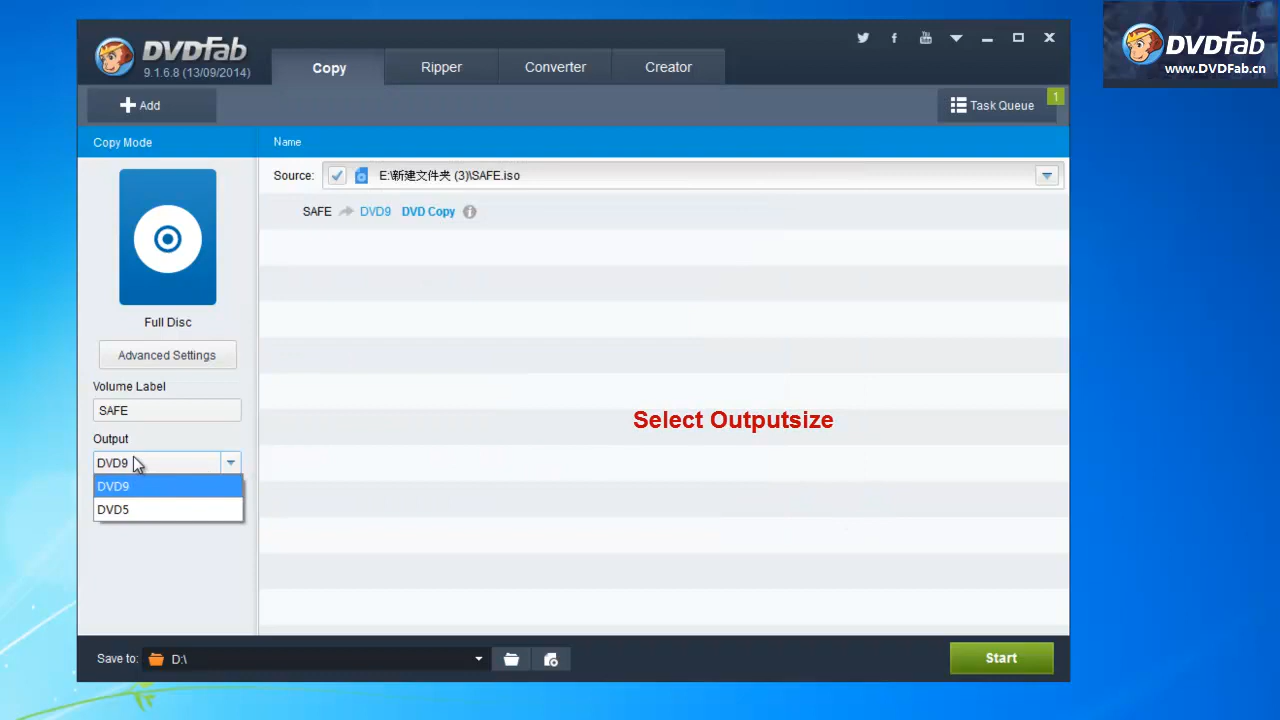 DVDFab
9.1.6.8 (13/09/2014)
Copy
Ripper
Converter
Creator
DVDFab
www.DVDFab.cn
Add
Task Queue
1
Copy Mode
Name
Source:
E:\新建文件夹 (3)\SAFE.iso
SAFE DVD9 DVD Copy
Full Disc
Advanced Settings
Volume Label
SAFE
Output
DVD9
DVD9
DVD5
Select Outputsize
Save to:
D:\
Start